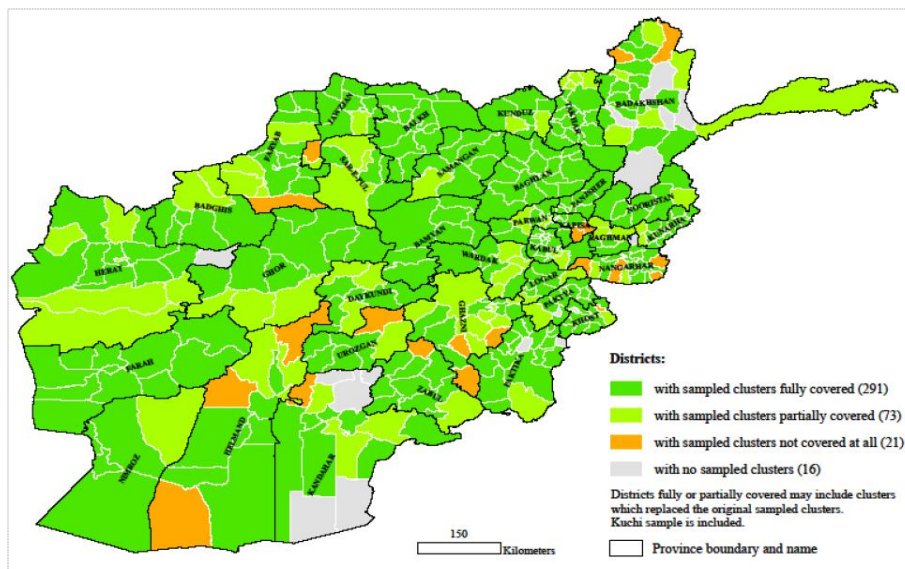 BADAKHSHAN
JAWZJAN
BALKH
KUNDUZ
TAKHAR
FARYAB
SAR-E-PUL
SAMANGAN
BAGHLAN
PANJSHER
NOORISTAN
BADGHIS
PARWAN
KAPISA
LAGHMAN
KUNARHA
BAMYAN
KABUL
HERAT
GHOR
WARDAK
NANGARHAR
LOGAR
DAYKUNDI
PAKTYA
GHAZNI
KHOST
UROZGAN
FARAH
PAKTIKA
ZABUL
HELMAND
NIMROZ
KANDAHAR
Districts:
with sampled clusters fully covered (291)
with sampled clusters partially covered (73)
with sampled clusters not covered at all (21)
with no sampled clusters (16)
Districts fully or partially covered may include clusters
which replaced the original sampled clusters.
Kuchi sample is included.
150
Kilometers
Province boundary and name